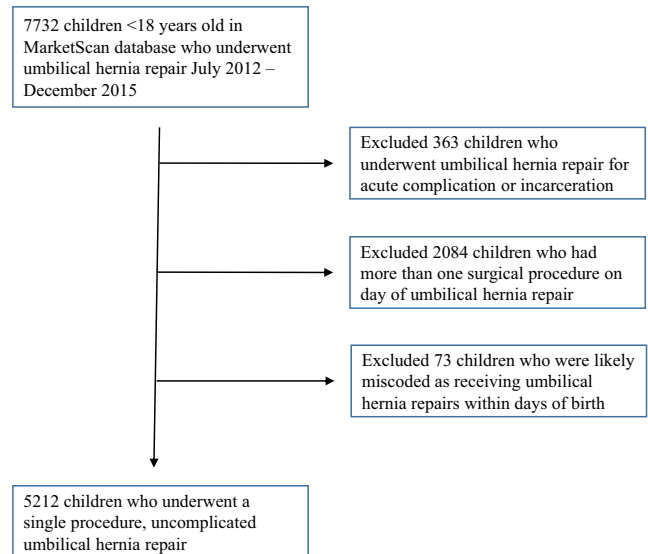 7732 children <18 years old in
MarketScan database who underwent
umbilical hernia repair July 2012 –
December 2015
Excluded 363 children who
underwent umbilical hernia repair for
acute complication or incarceration
Excluded 2084 children who had
more than one surgical procedure on
day of umbilical hernia repair
Excluded 73 children who were likely
miscoded as receiving umbilical
hernia repairs within days of birth
5212 children who underwent a
single procedure, uncomplicated
umbilical hernia repair